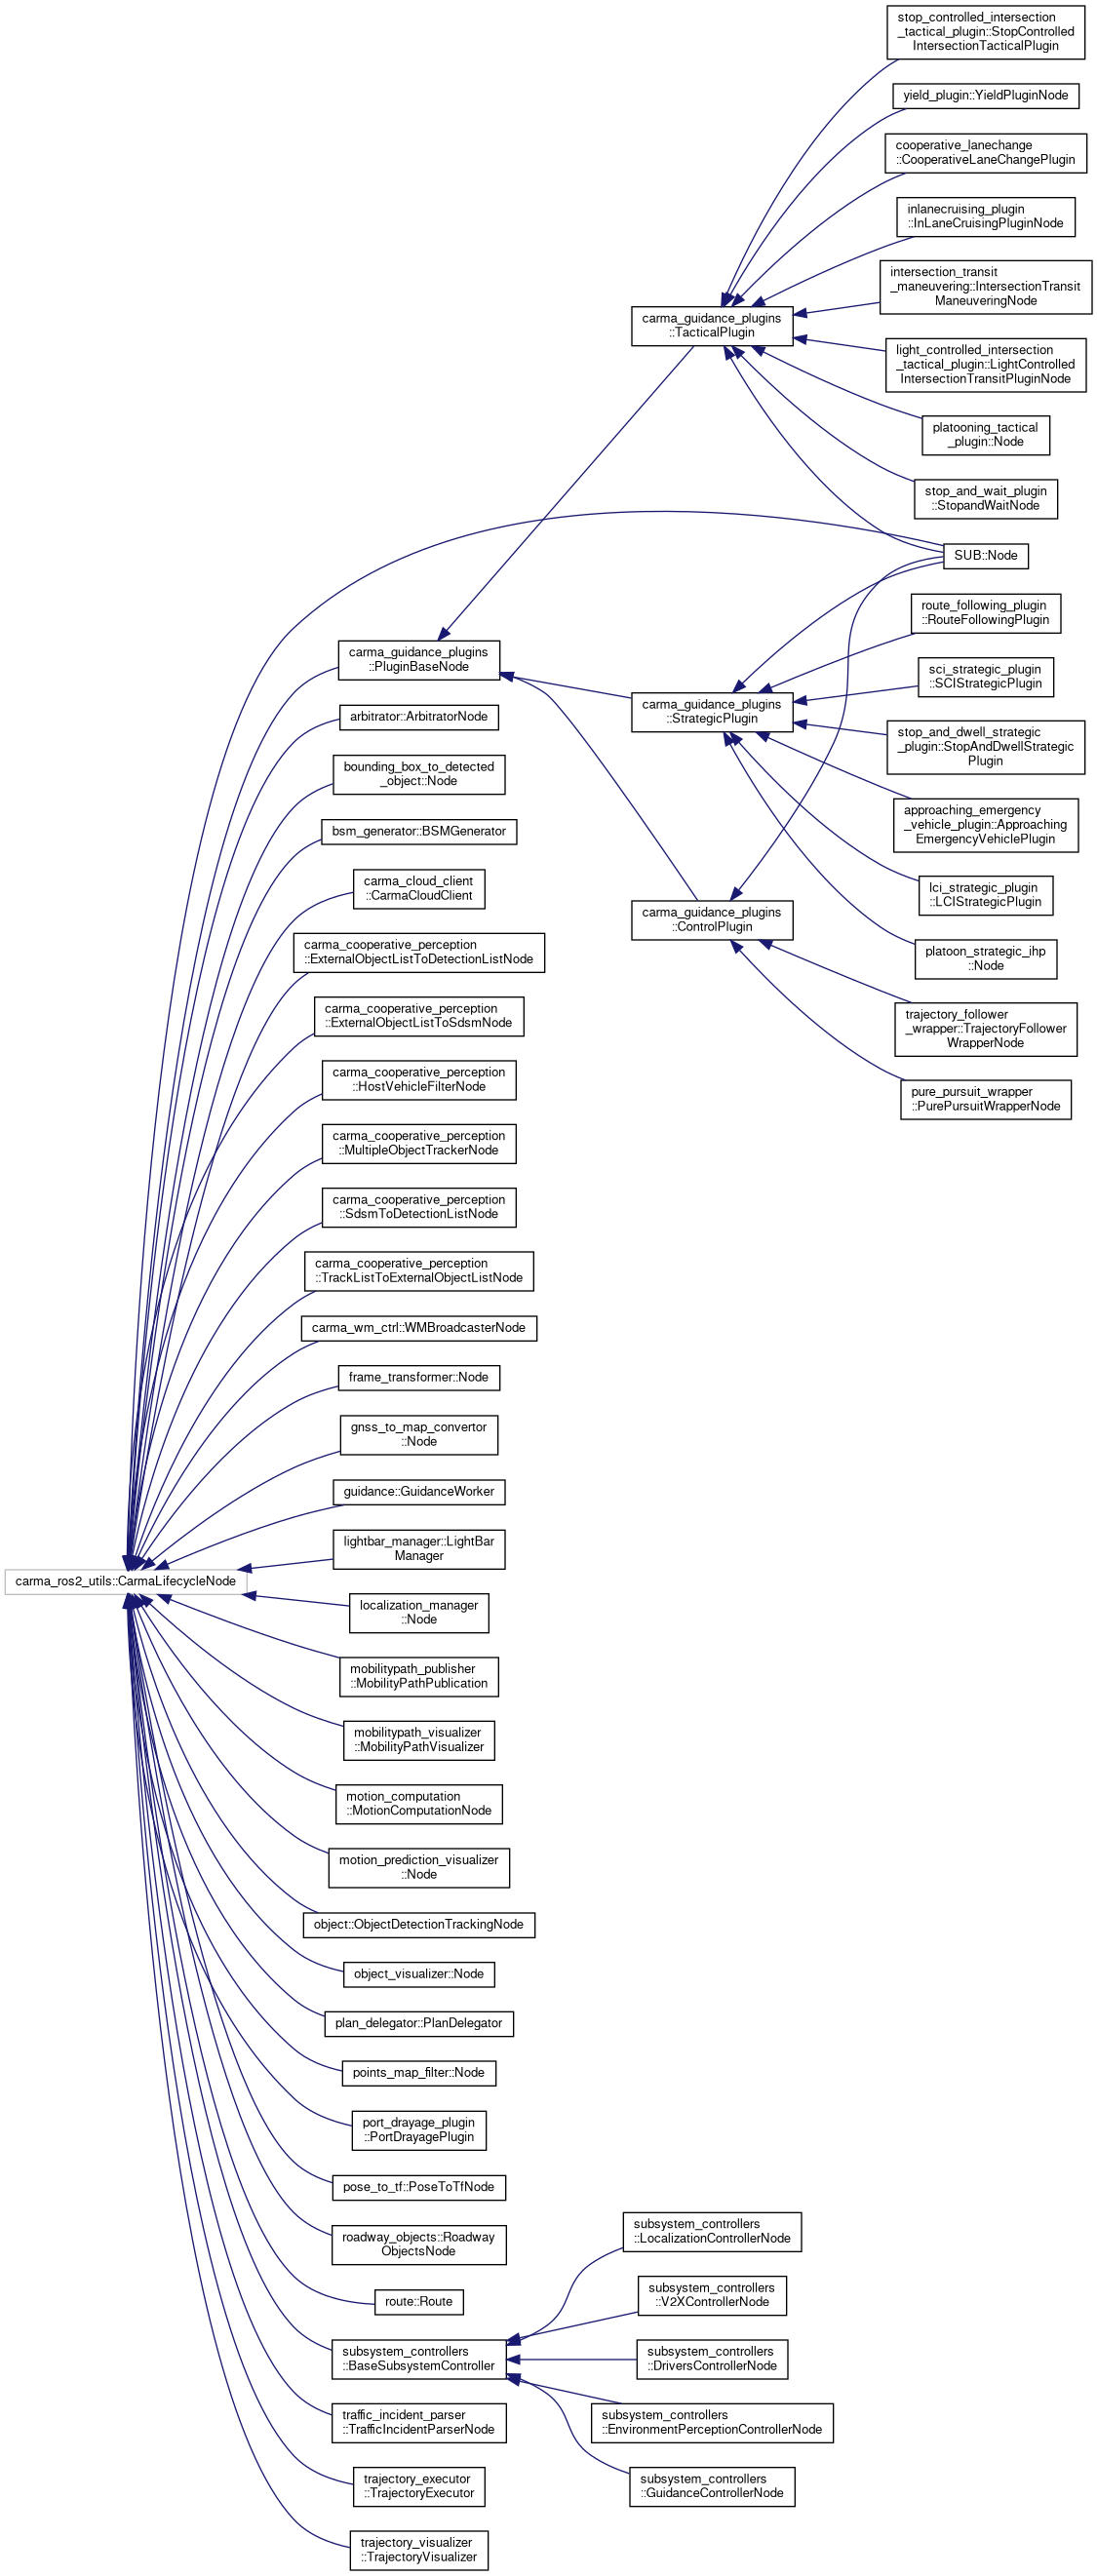 stop_controlled_intersection
_tactical_plugin::StopControlled
IntersectionTacticalPlugin
yield_plugin::YieldPluginNode
cooperative_lanechange
::CooperativeLaneChangePlugin
inlanecruising_plugin
::InLaneCruisingPluginNode
intersection_transit
_maneuvering::IntersectionTransit
ManeuveringNode
carma_guidance_plugins
::TacticalPlugin
light_controlled_intersection
_tactical_plugin::LightControlled
IntersectionTransitPluginNode
platooning_tactical
_plugin::Node
stop_and_wait_plugin
::StopandWaitNode
SUB::Node
route_following_plugin
::RouteFollowingPlugin
carma_guidance_plugins
::PluginBaseNode
sci_strategic_plugin
::SCIStrategicPlugin
carma_guidance_plugins
::StrategicPlugin
arbitrator::ArbitratorNode
stop_and_dwell_strategic
_plugin::StopAndDwellStrategic
Plugin
bounding_box_to_detected
_object::Node
approaching_emergency
_vehicle_plugin::Approaching
EmergencyVehiclePlugin
bsm_generator::BSMGenerator
carma_cloud_client
::CarmaCloudClient
lci_strategic_plugin
::LCIStrategicPlugin
carma_guidance_plugins
::ControlPlugin
carma_cooperative_perception
::ExternalObjectListToDetectionListNode
platoon_strategic_ihp
::Node
carma_cooperative_perception
::ExternalObjectListToSdsmNode
trajectory_follower
_wrapper::TrajectoryFollower
WrapperNode
carma_cooperative_perception
::HostVehicleFilterNode
pure_pursuit_wrapper
::PurePursuitWrapperNode
carma_cooperative_perception
::MultipleObjectTrackerNode
carma_cooperative_perception
::SdsmToDetectionListNode
carma_cooperative_perception
::TrackListToExternalObjectListNode
carma_wm_ctrl::WMBroadcasterNode
frame_transformer::Node
gnss_to_map_convertor
::Node
guidance::GuidanceWorker
lightbar_manager::LightBar
Manager
carma_ros2_utils::CarmaLifecycleNode
localization_manager
::Node
mobilitypath_publisher
::MobilityPathPublication
mobilitypath_visualizer
::MobilityPathVisualizer
motion_computation
::MotionComputationNode
motion_prediction_visualizer
::Node
object::ObjectDetectionTrackingNode
object_visualizer::Node
plan_delegator::PlanDelegator
points_map_filter::Node
port_drayage_plugin
::PortDrayagePlugin
pose_to_tf::PoseToTfNode
roadway_objects::Roadway
ObjectsNode
route::Route
subsystem_controllers
::LocalizationControllerNode
subsystem_controllers
::V2XControllerNode
subsystem_controllers
::BaseSubsystemController
subsystem_controllers
::DriversControllerNode
traffic_incident_parser
::TrafficIncidentParserNode
subsystem_controllers
::EnvironmentPerceptionControllerNode
trajectory_executor
::TrajectoryExecutor
subsystem_controllers
::GuidanceControllerNode
trajectory_visualizer
::TrajectoryVisualizer